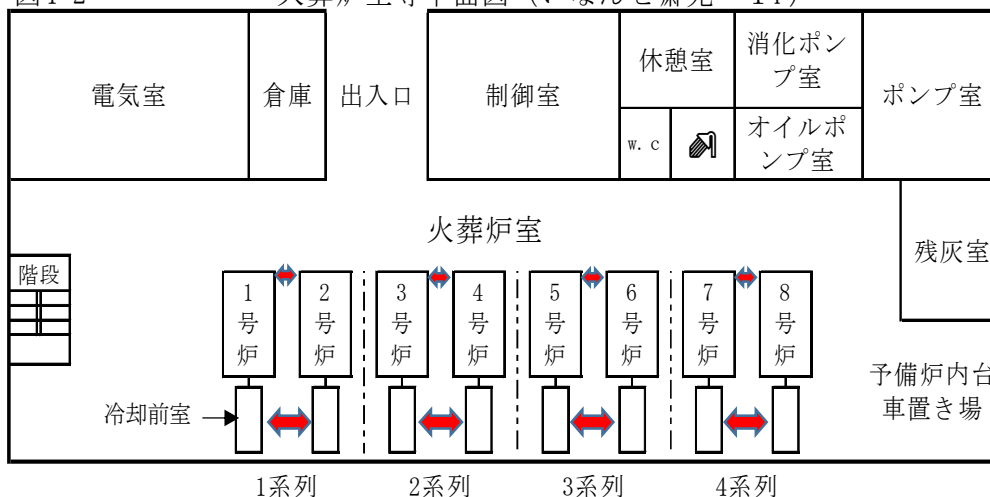 電気室
倉庫
出入口
制御室
休憩室
消化ポン
プ室
ポンプ室
w.c
オイルポ
ンプ室
火葬炉室
残灰室
階段
1
号
炉
2
号
炉
3
号
炉
4
号
炉
5
号
炉
6
号
炉
7
号
炉
8
号
炉
予備炉内台
車置き場
冷却前室
1系列
2系列
3系列
4系列